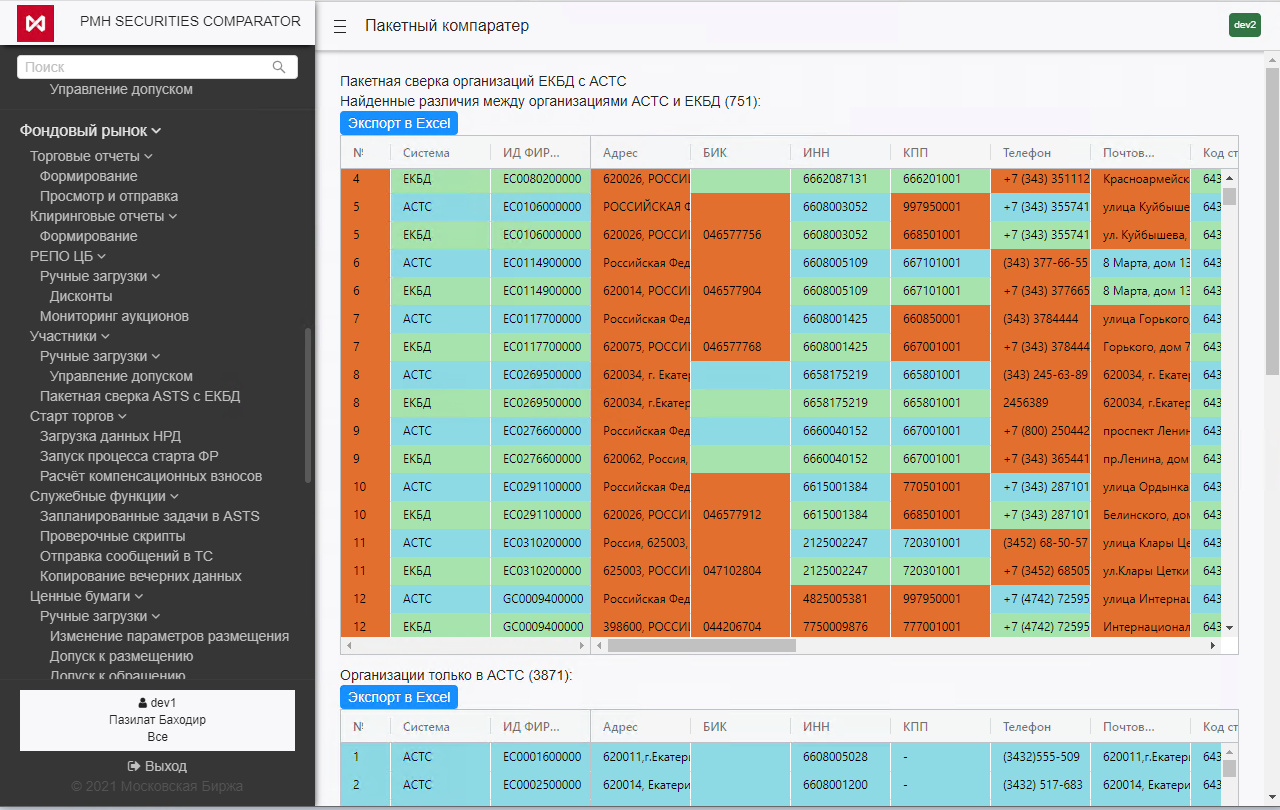 PMH SECURITIES COMPARATOR
Поиск
Управление допуском
Фондовый рынок
Торговые отчеты
Формирование
Просмотр и отправка
Клиринговые отчеты
Формирование
РЕПО ЦБ
Ручные загрузки
Дисконты
Мониторинг аукционов
Участники
Ручные загрузки
Управление допуском
Пакетная сверка ASTS с ЕКБД
Старт торгов
Загрузка данных НРД
Запуск процесса старта ФР
Расчёт компенсационных взносов
Служебные функции
Запланированные задачи в ASTS
Проверочные скрипты
Отправка сообщений в ТС
Копирование вечерних данных
Ценные бумаги
Ручные загрузки
Изменение параметров размещения
Допуск к размещению
Допуск к обращению
dev1
Пазилат Баходир
Все
Выход
© 2021 Московская Биржа
Пакетный компаратер
dev2
Пакетная сверка организаций ЕКБД с АСТС
Найденные различия между организациями АСТС и ЕКБД (751):
Экспорт в Excel
№ Система ИД ФИР... Адрес БИК ИНН КПП Телефон Почтов... Код ст
4 ЕКБД EC0080200000 620026, РОССИ 6662087131 666201001 +7 (343) 351112 Красноармейск 643
5 АСТС EC0106000000 РОССИЙСКАЯ Ф 6608003052 997950001 +7 (343) 355741 улица Куйбыше 643
5 ЕКБД EC0106000000 620026, РОССИ 046577756 6608003052 668501001 +7 (343) 355741 ул. Куйбышева, 643
6 АСТС EC0114900000 Российская Фед 6608005109 667101001 (343) 377-66-55 8 Марта, дом 13 643
6 ЕКБД EC0114900000 620014, РОССИ 046577904 6608005109 667101001 +7 (343) 377665 8 Марта, дом 13 643
7 АСТС EC0117700000 Российская Фед 6608001425 660850001 (343) 3784444 улица Горького 643
7 ЕКБД EC0117700000 620075, РОССИ 046577768 6608001425 667001001 +7 (343) 378444 Горького, дом 7 643
8 АСТС EC0269500000 620034, г. Екате 6658175219 665801001 (343) 245-63-89 620034, г. Екате 643
8 ЕКБД EC0269500000 620034, г.Екатер 6658175219 665801001 2456389 620034, г.Екатер 643
9 АСТС EC0276600000 Российская Фед 6660040152 667001001 +7 (800) 250442 проспект Ленин 643
9 ЕКБД EC0276600000 620062, Россия, 6660040152 667001001 +7 (343) 365441 пр.Ленина, дом 643
10 АСТС EC0291100000 Российская Фед 6615001384 770501001 +7 (343) 287101 улица Ордынка 643
10 ЕКБД EC0291100000 620026, РОССИ 046577912 6615001384 668501001 +7 (343) 287101 Белинского, дом 643
11 АСТС EC0310200000 Россия, 625003, 2125002247 720301001 (3452) 68-50-57 улица Клары Це 643
11 ЕКБД EC0310200000 625003, РОССИ 047102804 2125002247 720301001 +7 (3452) 68505 ул.Клары Цетки 643
12 АСТС GC0009400000 Российская Фед 4825005381 997950001 +7 (4742) 72595 улица Интернац 643
12 ЕКБД GC0009400000 398600, РОССИ 044206704 7750009876 777001001 +7 (4742) 72595 Интернационал 643
Организации только в АСТС (3871):
Экспорт в Excel
№ Система ИД ФИР... Адрес БИК ИНН КПП Телефон Почтов... Код ст
1 АСТС EC0001600000 620011,г.Екатери 6608005028 - (3432)555-509 620011,г.Екатери 643
2 АСТС EC0002500000 620014, Екатери 6608001200 - (3432) 517-683 620014, Екатери 643